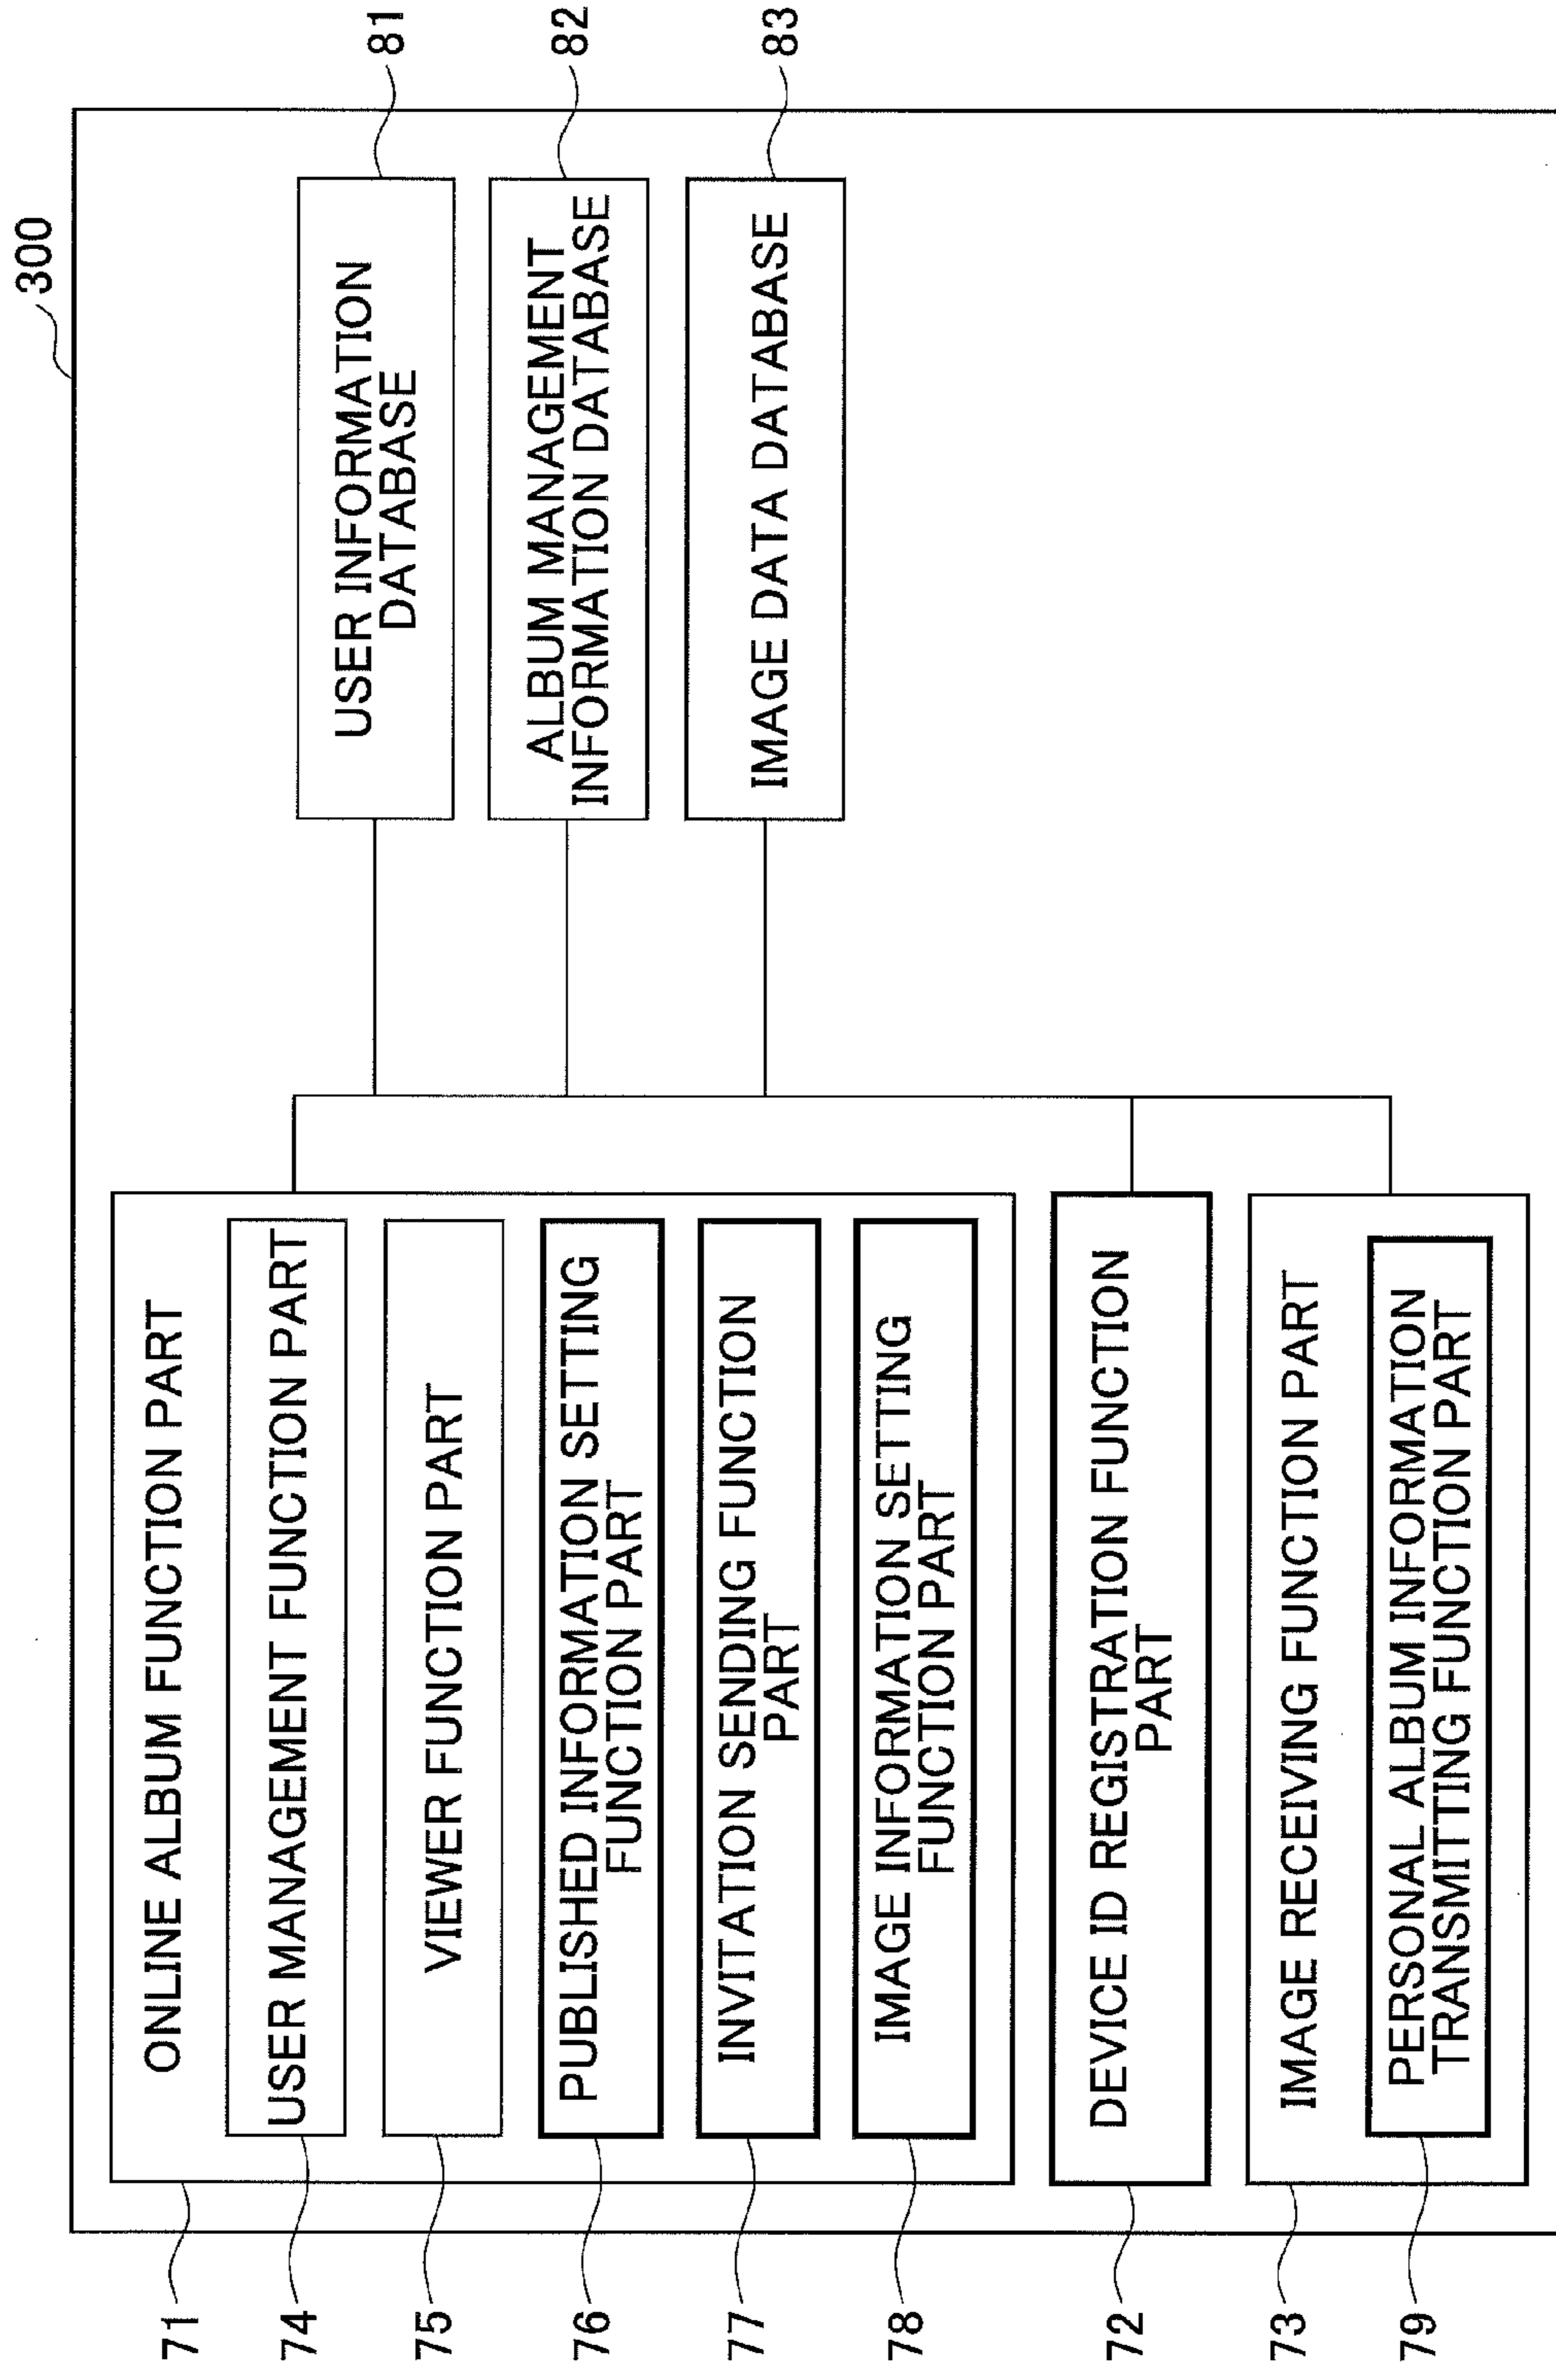 300
71
ONLINE ALBUM FUNCTION PART
74
USER MANAGEMENT FUNCTION PART
75
VIEWER FUNCTION PART
76
PUBLISHED INFORMATION SETTING
FUNCTION PART
77
INVITATION SENDING FUNCTION
PART
78
IMAGE INFORMATION SETTING
FUNCTION PART
72
DEVICE ID REGISTRATION FUNCTION
PART
73
IMAGE RECEIVING FUNCTION PART
79
PERSONAL ALBUM INFORMATION
TRANSMITTING FUNCTION PART
USER INFORMATION
DATABASE
81
ALBUM MANAGEMENT
INFORMATION DATABASE
82
IMAGE DATA DATABASE
83